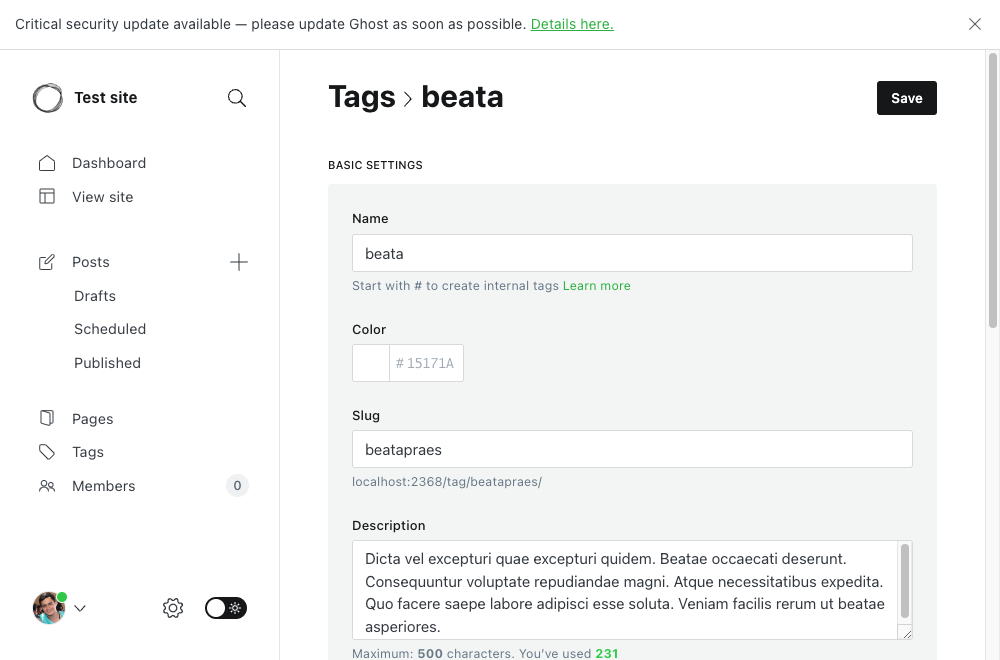 Critical security update available — please update Ghost as soon as possible. Details here.
Test site
Dashboard
View site
Posts
Drafts
Scheduled
Published
Pages
Tags
Members 0
Tags › beata
Save
BASIC SETTINGS
Name
beata
Start with # to create internal tags Learn more
Color
# 15171A
Slug
beatapraes
localhost:2368/tag/beatapraes/
Description
Dicta vel excepturi quae excepturi quidem. Beatae occaecati deserunt.
Consequuntur voluptate repudiandae magni. Atque necessitatibus expedita.
Quo facere saepe labore adipisci esse soluta. Veniam facilis rerum ut beatae
asperiores.
Maximum: 500 characters. You've used 231